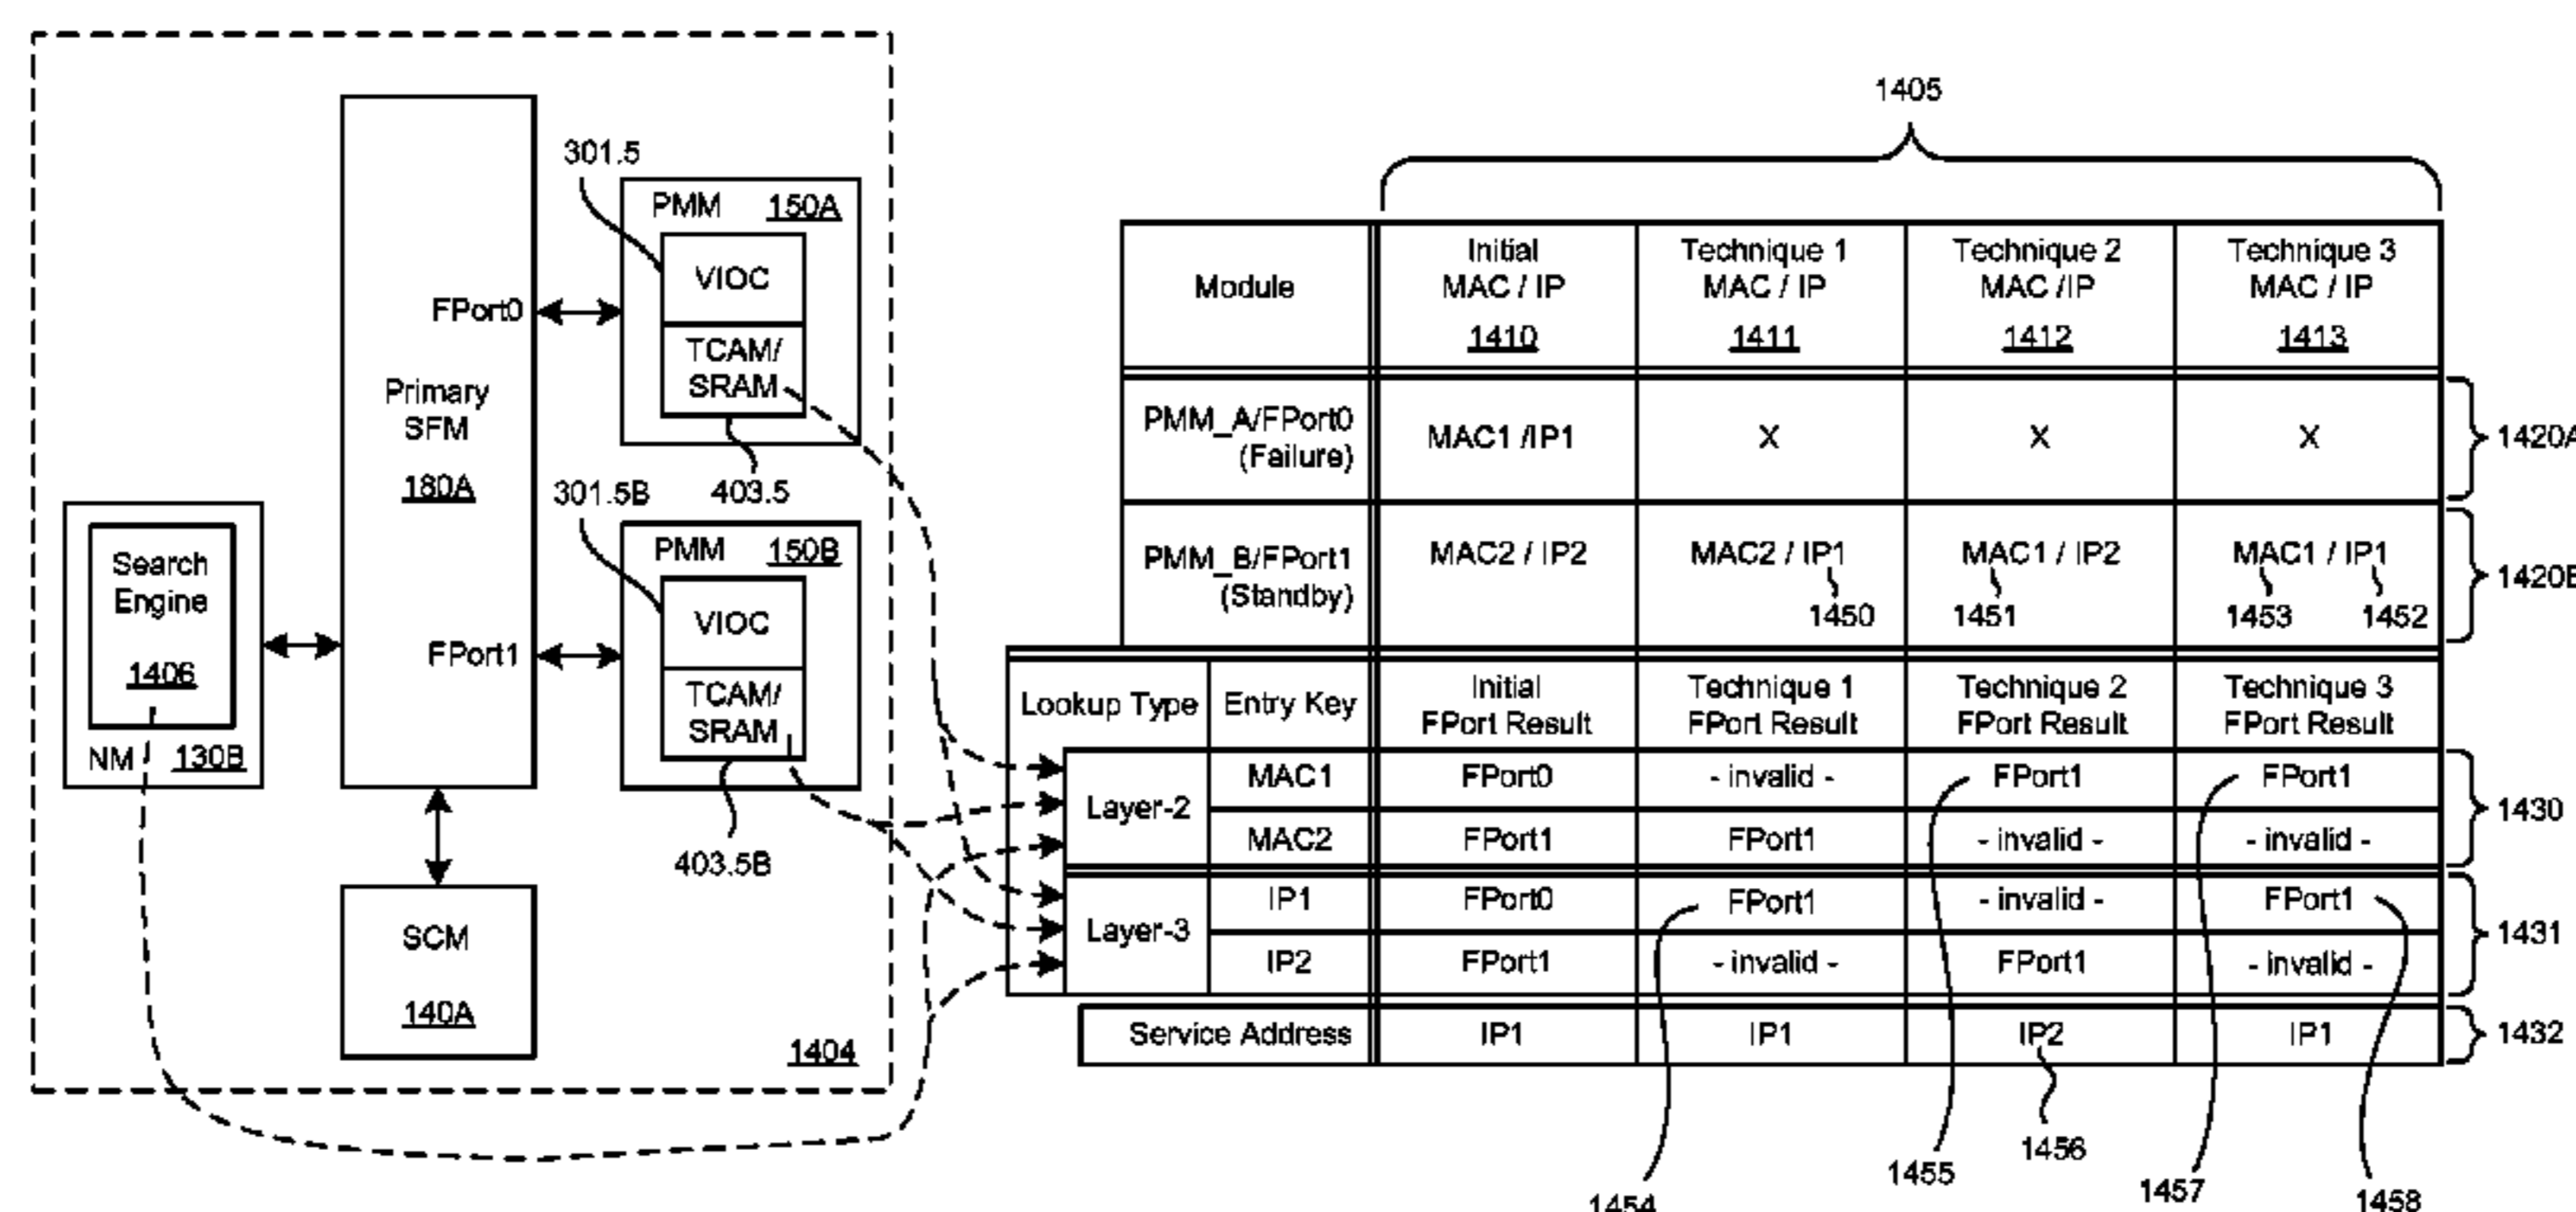 301.5
PMM 150A
VIOC
TCAM/
SRAM
403.5
FPort0
Primary
SFM
180A
301.5B
PMM 150B
VIOC
TCAM/
SRAM
403.5B
FPort1
Search
Engine
1406
NM 130B
SCM
140A
1404
1405
Module
Initial
MAC / IP
1410
Technique 1
MAC / IP
1411
Technique 2
MAC /IP
1412
Technique 3
MAC / IP
1413
PMM_A/FPort0
(Failure)
MAC1 /IP1
X
X
X
1420A
PMM_B/FPort1
(Standby)
MAC2 / IP2
MAC2 / IP1
1450
MAC1 / IP2
1451
MAC1 / IP1
1453
1452
1420B
Lookup Type
Entry Key
Initial
FPort Result
Technique 1
FPort Result
Technique 2
FPort Result
Technique 3
FPort Result
Layer-2
MAC1
FPort0
- invalid -
FPort1
FPort1
MAC2
FPort1
FPort1
- invalid -
- invalid -
1430
Layer-3
IP1
FPort0
FPort1
- invalid -
FPort1
IP2
FPort1
- invalid -
FPort1
- invalid -
1431
Service Address
IP1
IP1
IP2
IP1
1432
1454
1455
1456
1457
1458